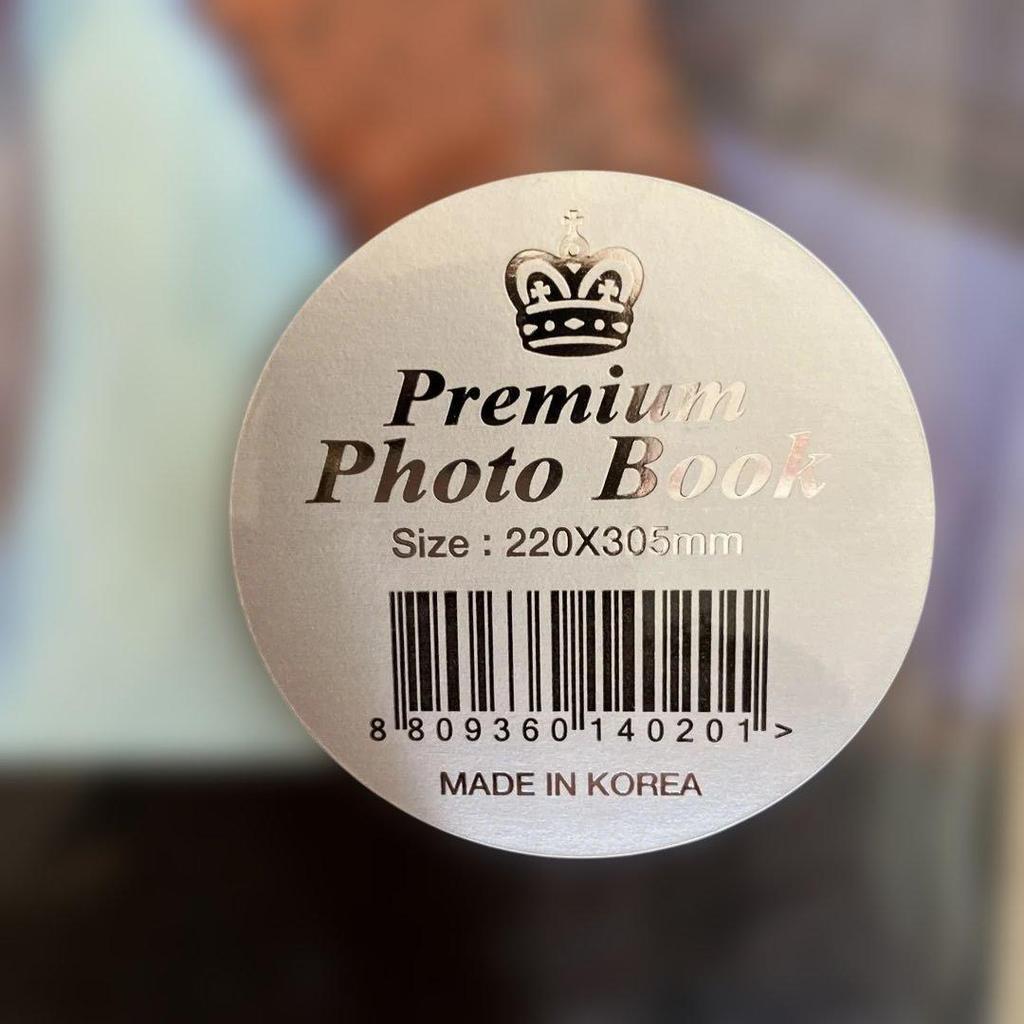 Premium
Photo Book
Size : 220X305mm
8 809360 140201 >
MADE IN KOREA